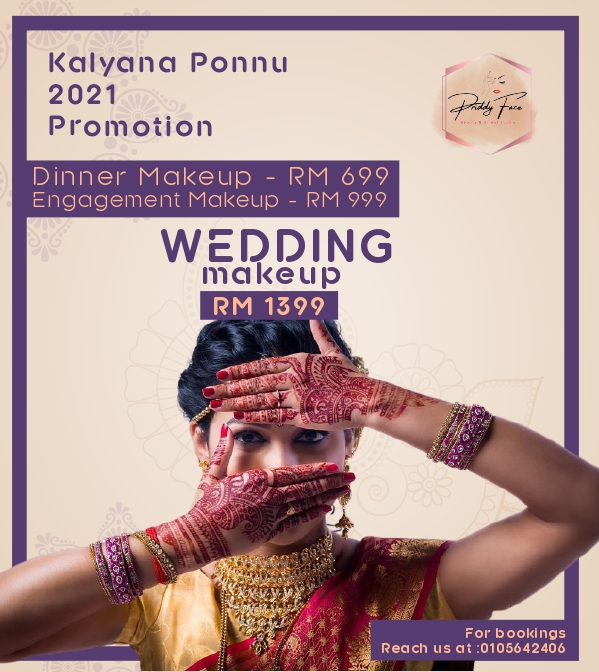 Kalyana Ponnu
2021
Promotion
Priddy Face
Dinner Makeup - RM 699
Engagement Makeup - RM 999
WEDDING
makeup
RM 1399
For bookings
Reach us at :0105642406